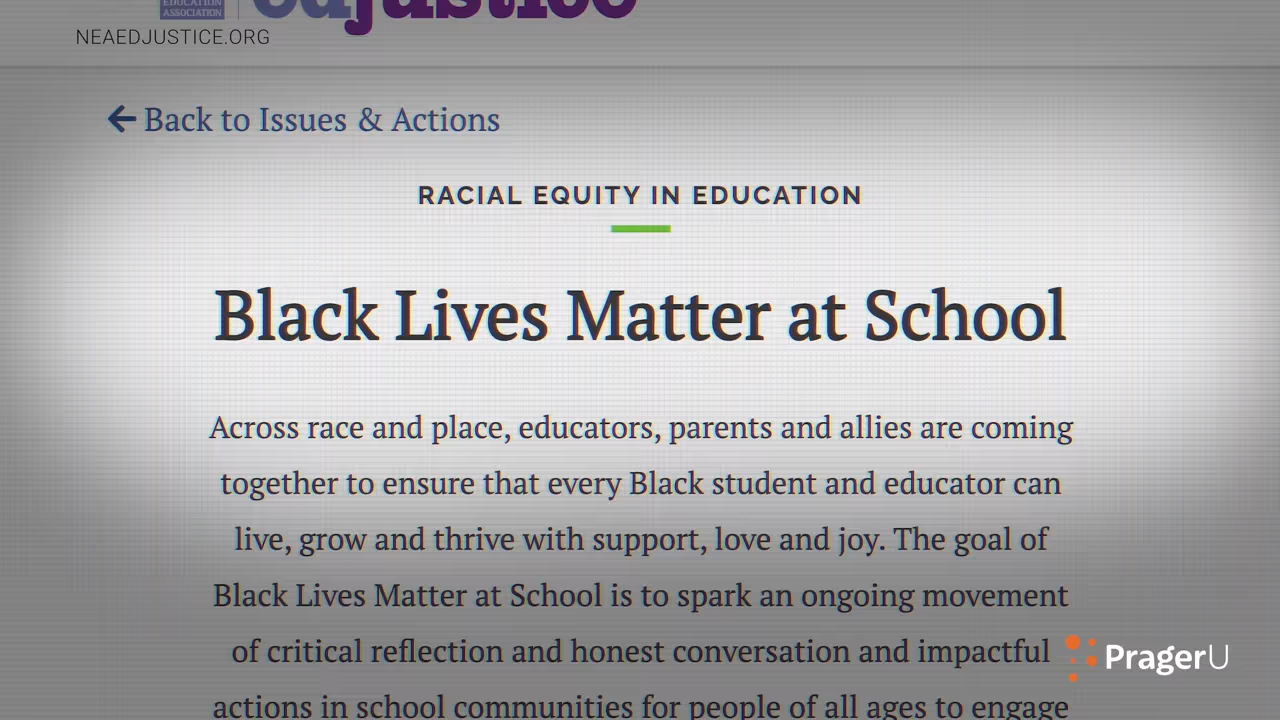 EDUCATION
ASSOCIATION
edjustice
NEAEDJUSTICE.ORG
Back to Issues & Actions
RACIAL EQUITY IN EDUCATION
Black Lives Matter at School
Across race and place, educators, parents and allies are coming
together to ensure that every Black student and educator can
live, grow and thrive with support, love and joy. The goal of
Black Lives Matter at School is to spark an ongoing movement
of critical reflection and honest conversation and impactful
actions in school communities for people of all ages to engage
PragerU